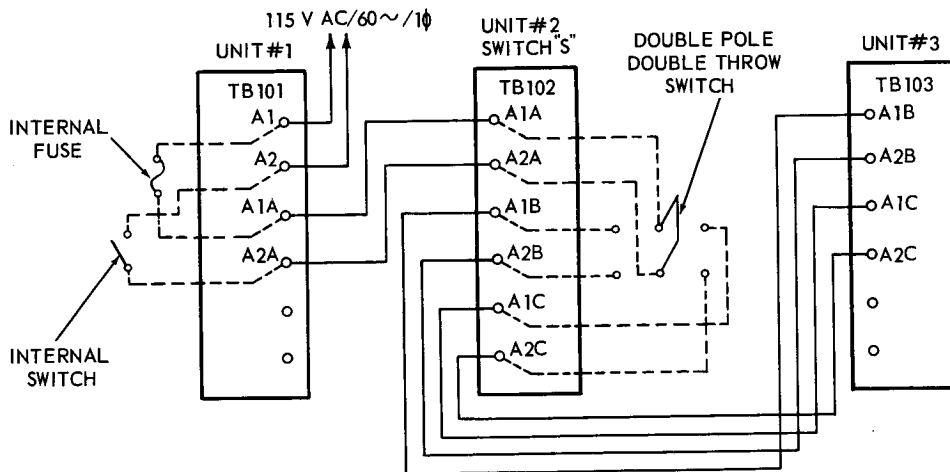 115 V AC/60~/1ϕ
UNIT#1
TB101
A1
A2
A1A
A2A
INTERNAL
FUSE
INTERNAL
SWITCH
UNIT#2
SWITCH"S"
TB102
A1A
A2A
A1B
A2B
A1C
A2C
DOUBLE POLE
DOUBLE THROW
SWITCH
UNIT#3
TB103
A1B
A2B
A1C
A2C